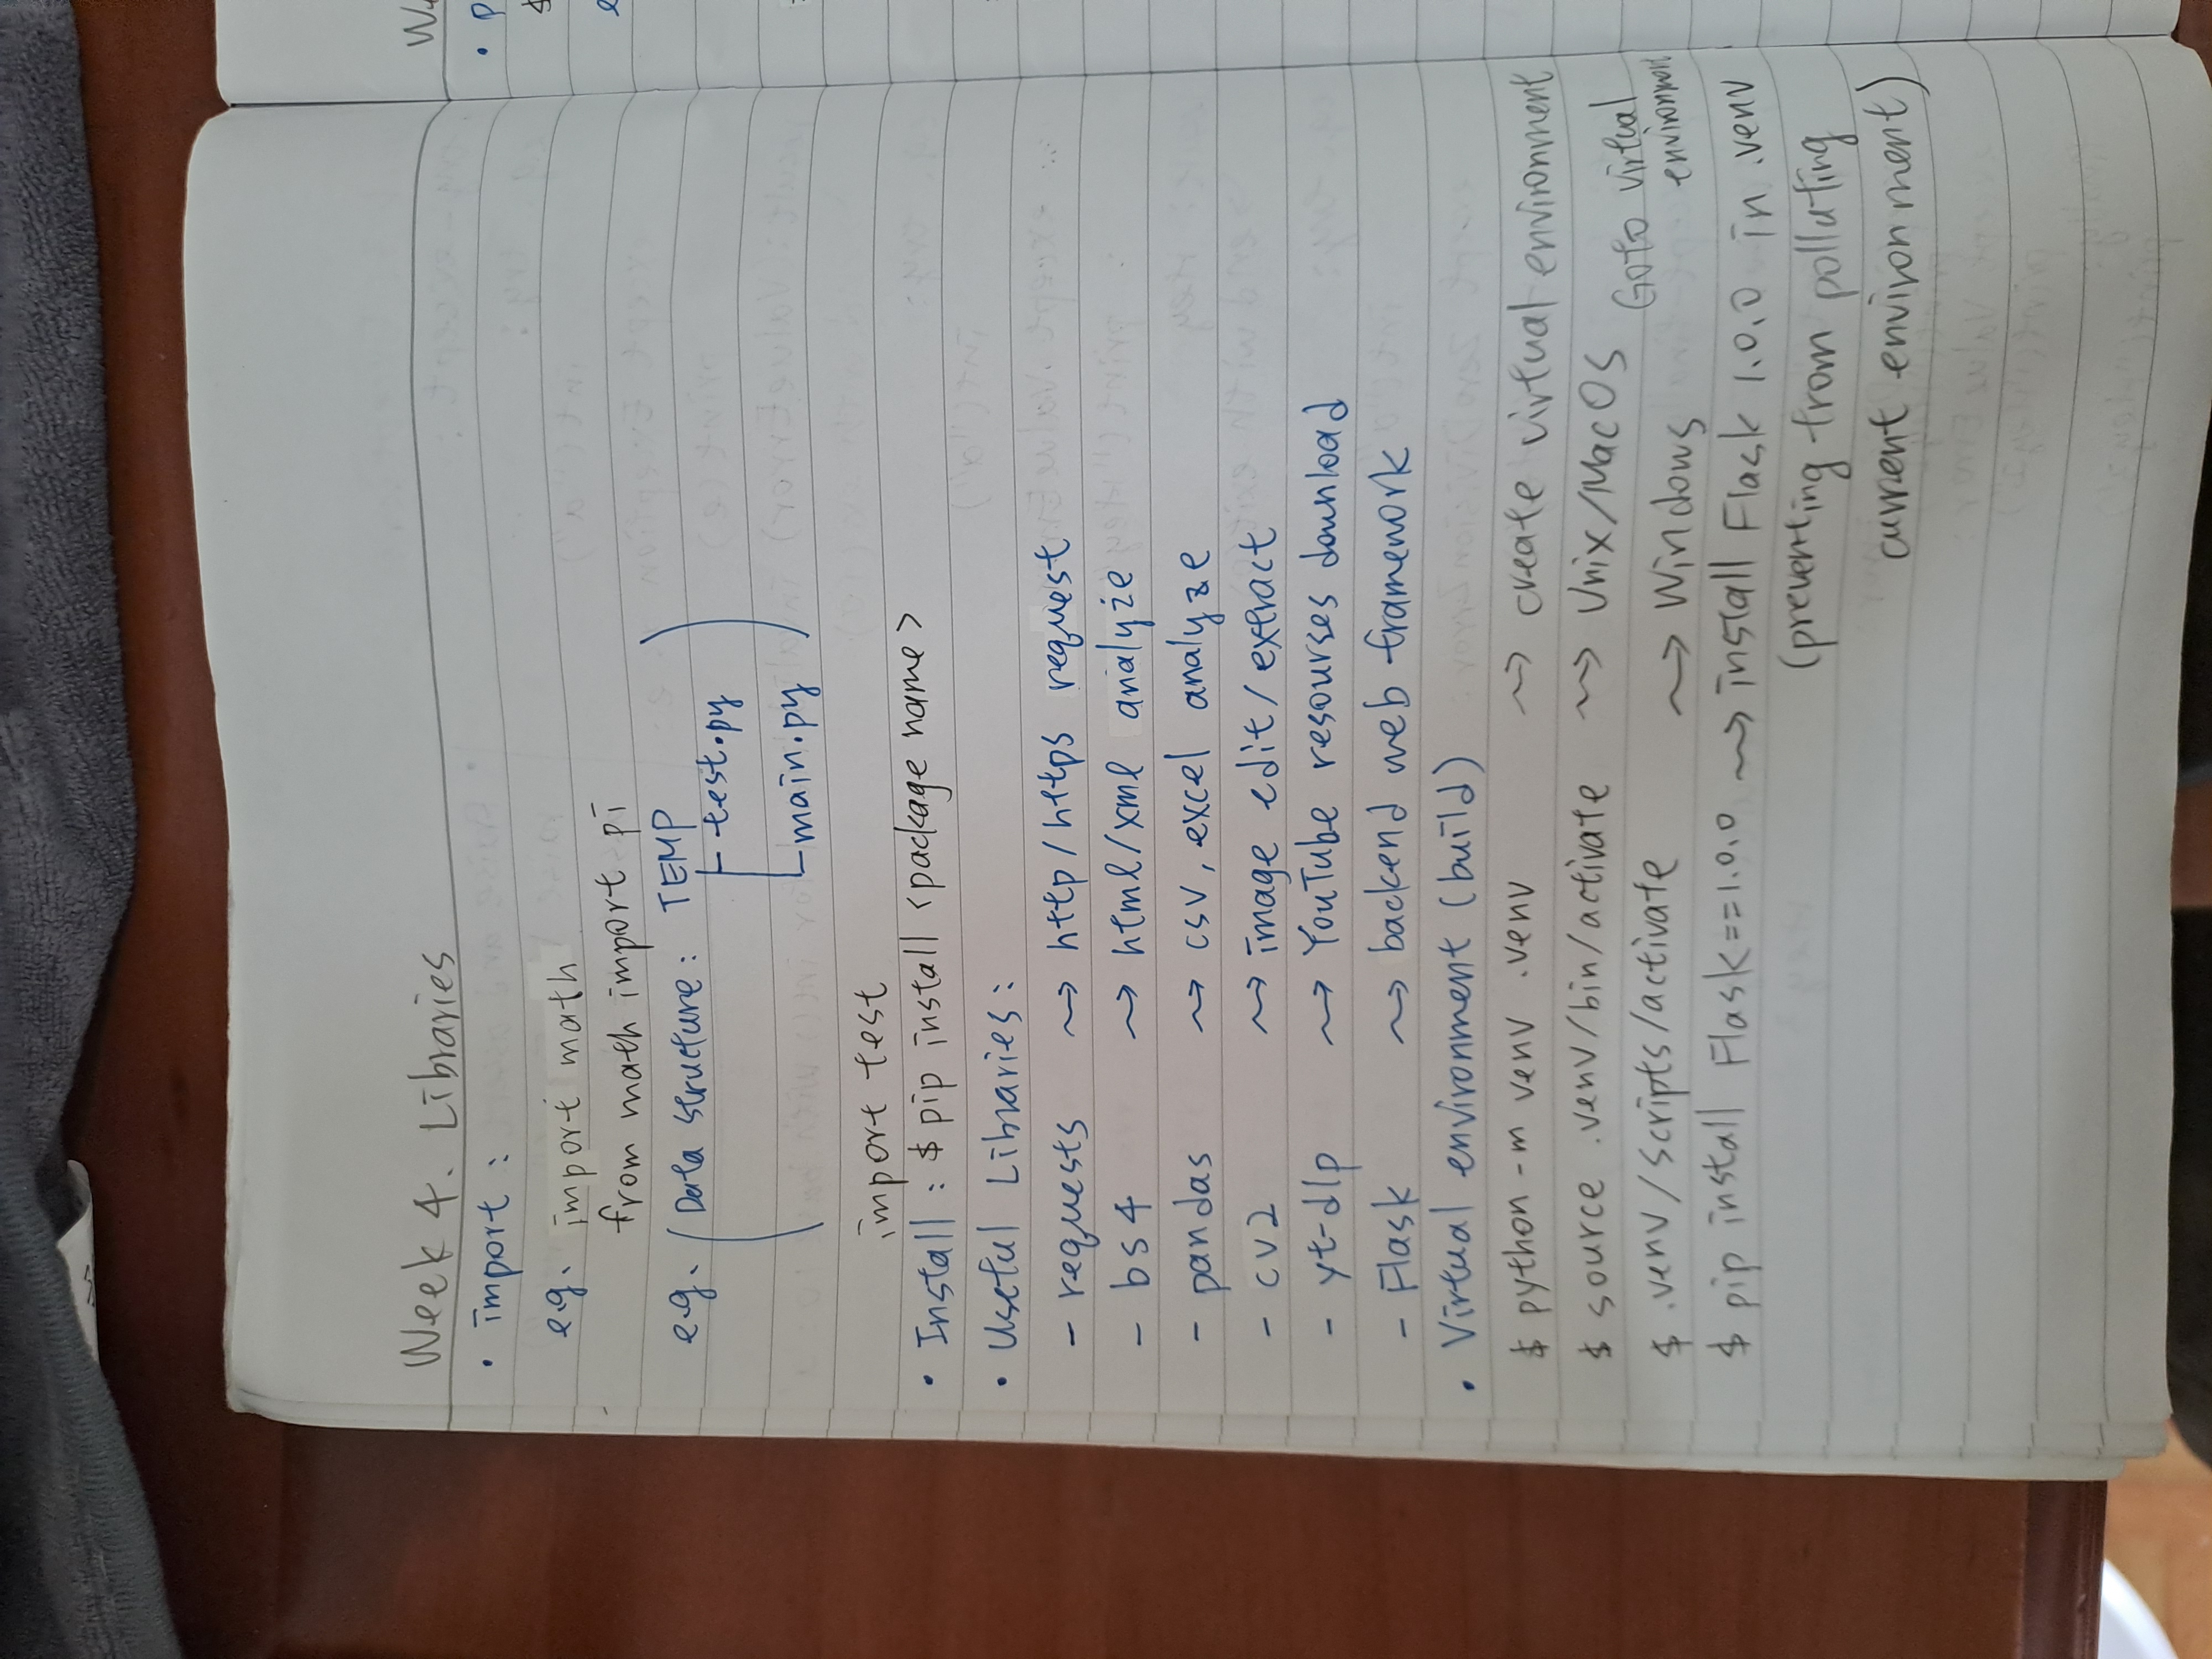 Week 4. Libraries
• import :
e.g. import math
from math import pi
e.g. ( Data structure : TEMP
├ test.py
└ main.py )
import test
• Install : $ pip install <package name>
• Useful Libraries :
- requests ⤳ http/https request
- bs4 ⤳ html/xml analyze
- pandas ⤳ csv, excel analyze
- cv2 ⤳ image edit/extract
- yt-dlp ⤳ YouTube resourses download
- Flask ⤳ backend web framework
• Virtual environment (build)
$ python -m venv .venv ⤳ create virtual environment
$ source .venv/bin/activate ⤳ Unix/MacOS
Goto virtual
environment
$ .venv/scripts/activate ⤳ Windows
$ pip install Flask==1.0.0 ⤳ install Flask 1.0.0 in .venv
(preventing from polluting
current environment)